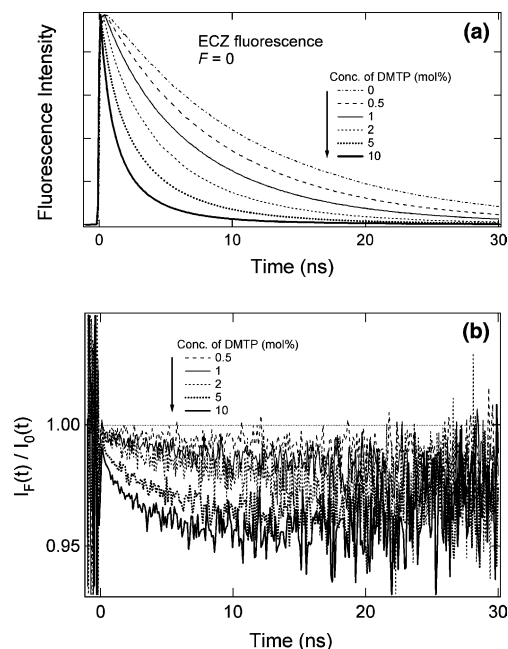 (a)
ECZ fluorescence
F = 0
Conc. of DMTP (mol%)
0
0.5
1
2
5
10
Fluorescence Intensity
0
10
20
30
Time (ns)
(b)
Conc. of DMTP (mol%)
0.5
1
2
5
10
1.00
0.95
I_F(t) / I_0(t)
0
10
20
30
Time (ns)